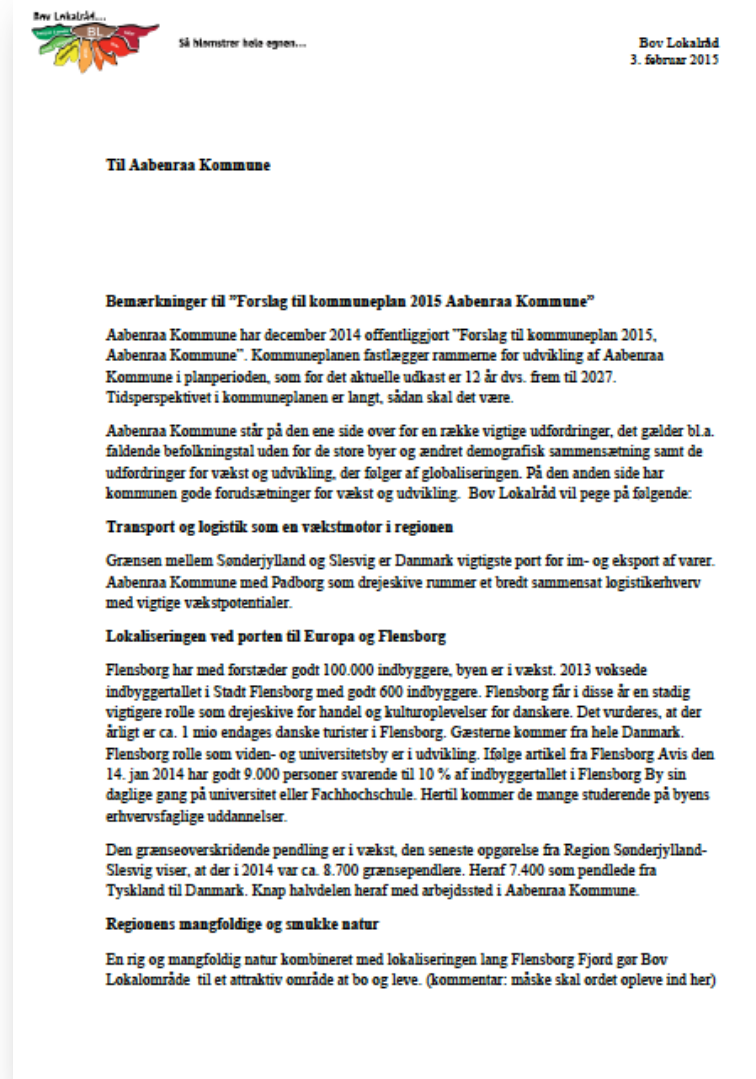 Bov Lokalråd....
BL
Så blomstrer hele egnen...
Bov Lokalråd
3. februar 2015
Til Aabenraa Kommune
Bemærkninger til ”Forslag til kommuneplan 2015 Aabenraa Kommune”
Aabenraa Kommune har december 2014 offentliggjort ”Forslag til kommuneplan 2015,
Aabenraa Kommune”. Kommuneplanen fastlægger rammerne for udvikling af Aabenraa
Kommune i planperioden, som for det aktuelle udkast er 12 år dvs. frem til 2027.
Tidsperspektivet i kommuneplanen er langt, sådan skal det være.
Aabenraa Kommune står på den ene side over for en række vigtige udfordringer, det gælder bl.a.
faldende befolkningstal uden for de store byer og ændret demografisk sammensætning samt de
udfordringer for vækst og udvikling, der følger af globaliseringen. På den anden side har
kommunen gode forudsætninger for vækst og udvikling.  Bov Lokalråd vil pege på følgende:
Transport og logistik som en vækstmotor i regionen
Grænsen mellem Sønderjylland og Slesvig er Danmark vigtigste port for im- og eksport af varer.
Aabenraa Kommune med Padborg som drejeskive rummer et bredt sammensat logistikerhverv
med vigtige vækstpotentialer.
Lokaliseringen ved porten til Europa og Flensborg
Flensborg har med forstæder godt 100.000 indbyggere, byen er i vækst. 2013 voksede
indbyggertallet i Stadt Flensborg med godt 600 indbyggere. Flensborg får i disse år en stadig
vigtigere rolle som drejeskive for handel og kulturoplevelser for danskere. Det vurderes, at der
årligt er ca. 1 mio endages danske turister i Flensborg. Gæsterne kommer fra hele Danmark.
Flensborg rolle som viden- og universitetsby er i udvikling. Ifølge artikel fra Flensborg Avis den
14. jan 2014 har godt 9.000 personer svarende til 10 % af indbyggertallet i Flensborg By sin
daglige gang på universitet eller Fachhochschule. Hertil kommer de mange studerende på byens
erhvervsfaglige uddannelser.
Den grænseoverskridende pendling er i vækst, den seneste opgørelse fra Region Sønderjylland-
Slesvig viser, at der i 2014 var ca. 8.700 grænsependlere. Heraf 7.400 som pendlede fra
Tyskland til Danmark. Knap halvdelen heraf med arbejdssted i Aabenraa Kommune.
Regionens mangfoldige og smukke natur
En rig og mangfoldig natur kombineret med lokaliseringen lang Flensborg Fjord gør Bov
Lokalområde  til et attraktiv område at bo og leve. (kommentar: måske skal ordet opleve ind her)